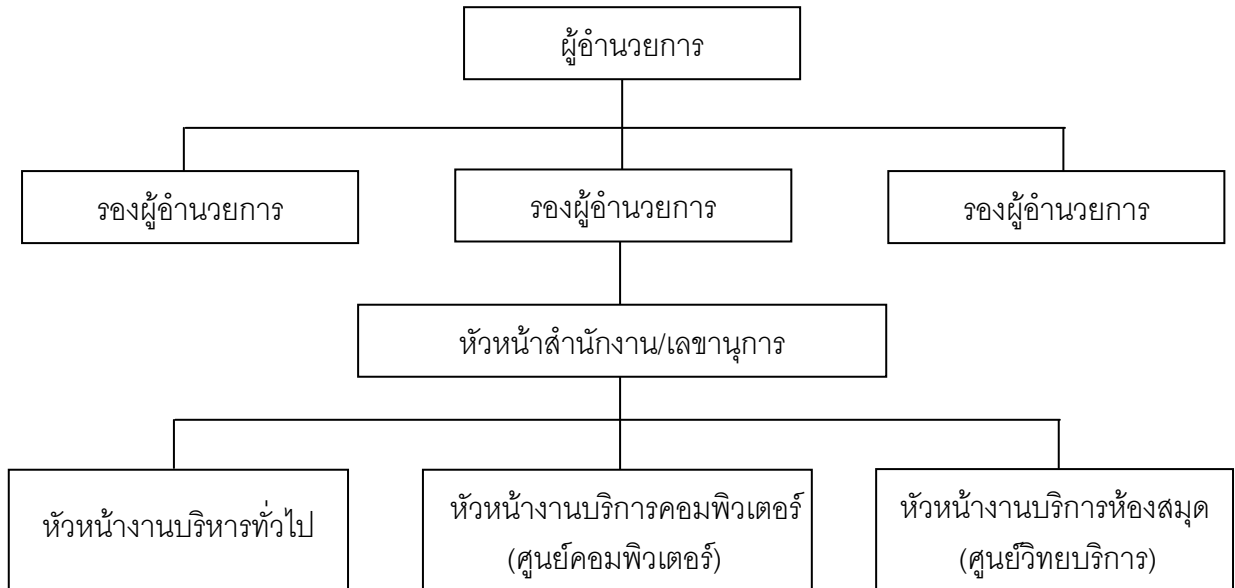 ผู้อำนวยการ
รองผู้อำนวยการ
รองผู้อำนวยการ
รองผู้อำนวยการ
หัวหน้าสำนักงาน/เลขานุการ
หัวหน้างานบริหารทั่วไป
หัวหน้างานบริการคอมพิวเตอร์
(ศูนย์คอมพิวเตอร์)
หัวหน้างานบริการห้องสมุด
(ศูนย์วิทยบริการ)